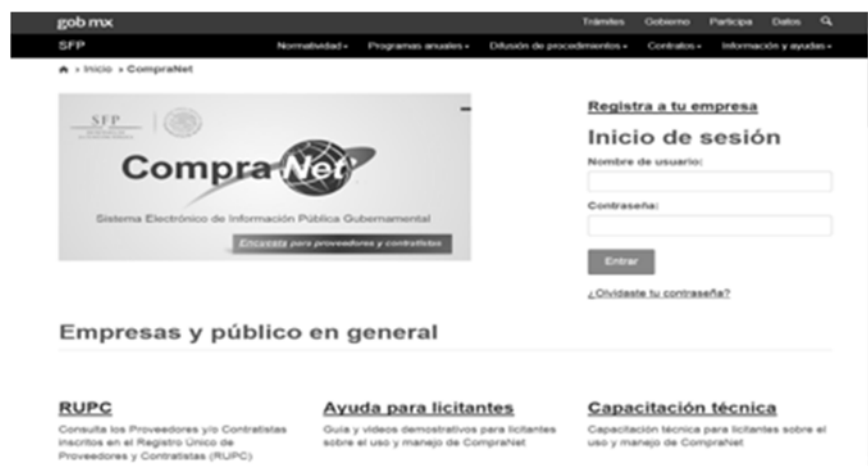 gob mx
Trámites Gobierno Participa Datos
SFP
Normatividad Programas anuales Difusión de procedimientos Contratos Información y ayudas
> Inicio > CompraNet
SFP
CompraNet
Sistema Electrónico de Información Pública Gubernamental
Encuesta para proveedores y contratistas
Registra a tu empresa
Inicio de sesión
Nombre de usuario:
Contraseña:
Entrar
¿Olvidaste tu contraseña?
Empresas y público en general
RUPC
Consulta los Proveedores y/o Contratistas
inscritos en el Registro Único de
Proveedores y Contratistas (RUPC)
Ayuda para licitantes
Guía y videos demostrativos para licitantes
sobre el uso y manejo de CompraNet
Capacitación técnica
Capacitación técnica para licitantes sobre el
uso y manejo de CompraNet